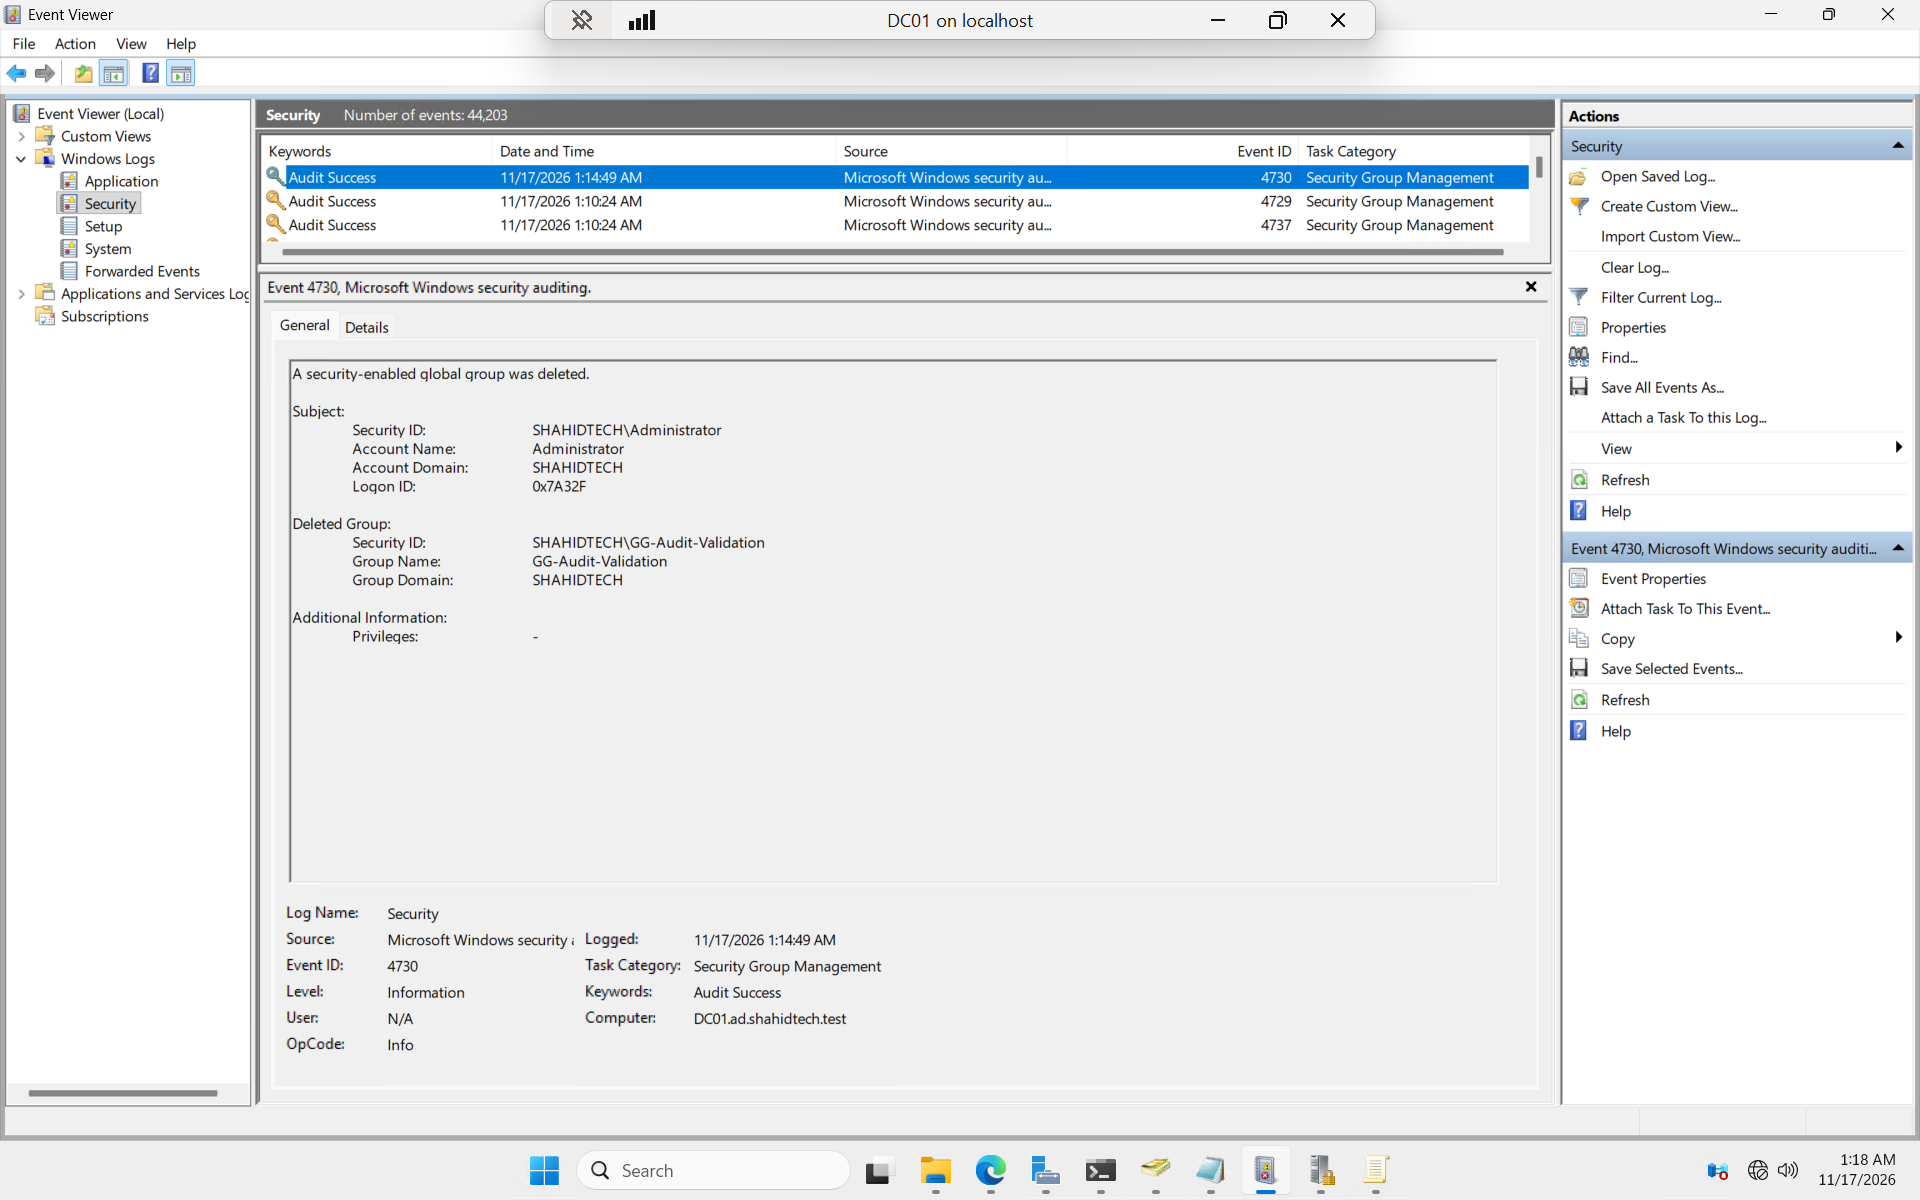 Event Viewer
DC01 on localhost
File Action View Help
Event Viewer (Local)
Custom Views
Windows Logs
Application
Security
Setup
System
Forwarded Events
Applications and Services Log
Subscriptions
Security Number of events: 44,203
Keywords Date and Time Source Event ID Task Category
Audit Success 11/17/2026 1:14:49 AM Microsoft Windows security au... 4730 Security Group Management
Audit Success 11/17/2026 1:10:24 AM Microsoft Windows security au... 4729 Security Group Management
Audit Success 11/17/2026 1:10:24 AM Microsoft Windows security au... 4737 Security Group Management
Event 4730, Microsoft Windows security auditing.
General Details
A security-enabled global group was deleted.
Subject:
Security ID: SHAHIDTECH\Administrator
Account Name: Administrator
Account Domain: SHAHIDTECH
Logon ID: 0x7A32F
Deleted Group:
Security ID: SHAHIDTECH\GG-Audit-Validation
Group Name: GG-Audit-Validation
Group Domain: SHAHIDTECH
Additional Information:
Privileges: -
Log Name: Security
Source: Microsoft Windows security Logged: 11/17/2026 1:14:49 AM
Event ID: 4730 Task Category: Security Group Management
Level: Information Keywords: Audit Success
User: N/A Computer: DC01.ad.shahidtech.test
OpCode: Info
Actions
Security
Open Saved Log...
Create Custom View...
Import Custom View...
Clear Log...
Filter Current Log...
Properties
Find...
Save All Events As...
Attach a Task To this Log...
View
Refresh
Help
Event 4730, Microsoft Windows security auditi...
Event Properties
Attach Task To This Event...
Copy
Save Selected Events...
Refresh
Help
Search
1:18 AM
11/17/2026